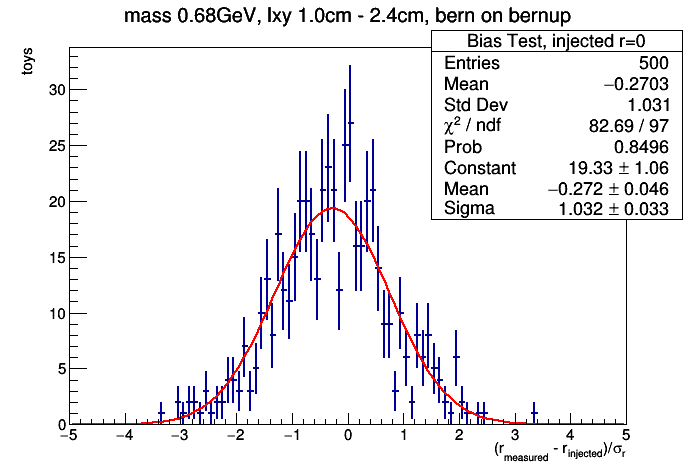 mass 0.68GeV, lxy 1.0cm - 2.4cm, bern on bernup
Bias Test, injected r=0
Entries 500
Mean −0.2703
Std Dev 1.031
χ² / ndf 82.69 / 97
Prob 0.8496
Constant 19.33 ± 1.06
Mean −0.272 ± 0.046
Sigma 1.032 ± 0.033
toys
30
25
20
15
10
5
0
−5 −4 −3 −2 −1 0 1 2 3 4 5
(r_measured - r_injected)/σ_r